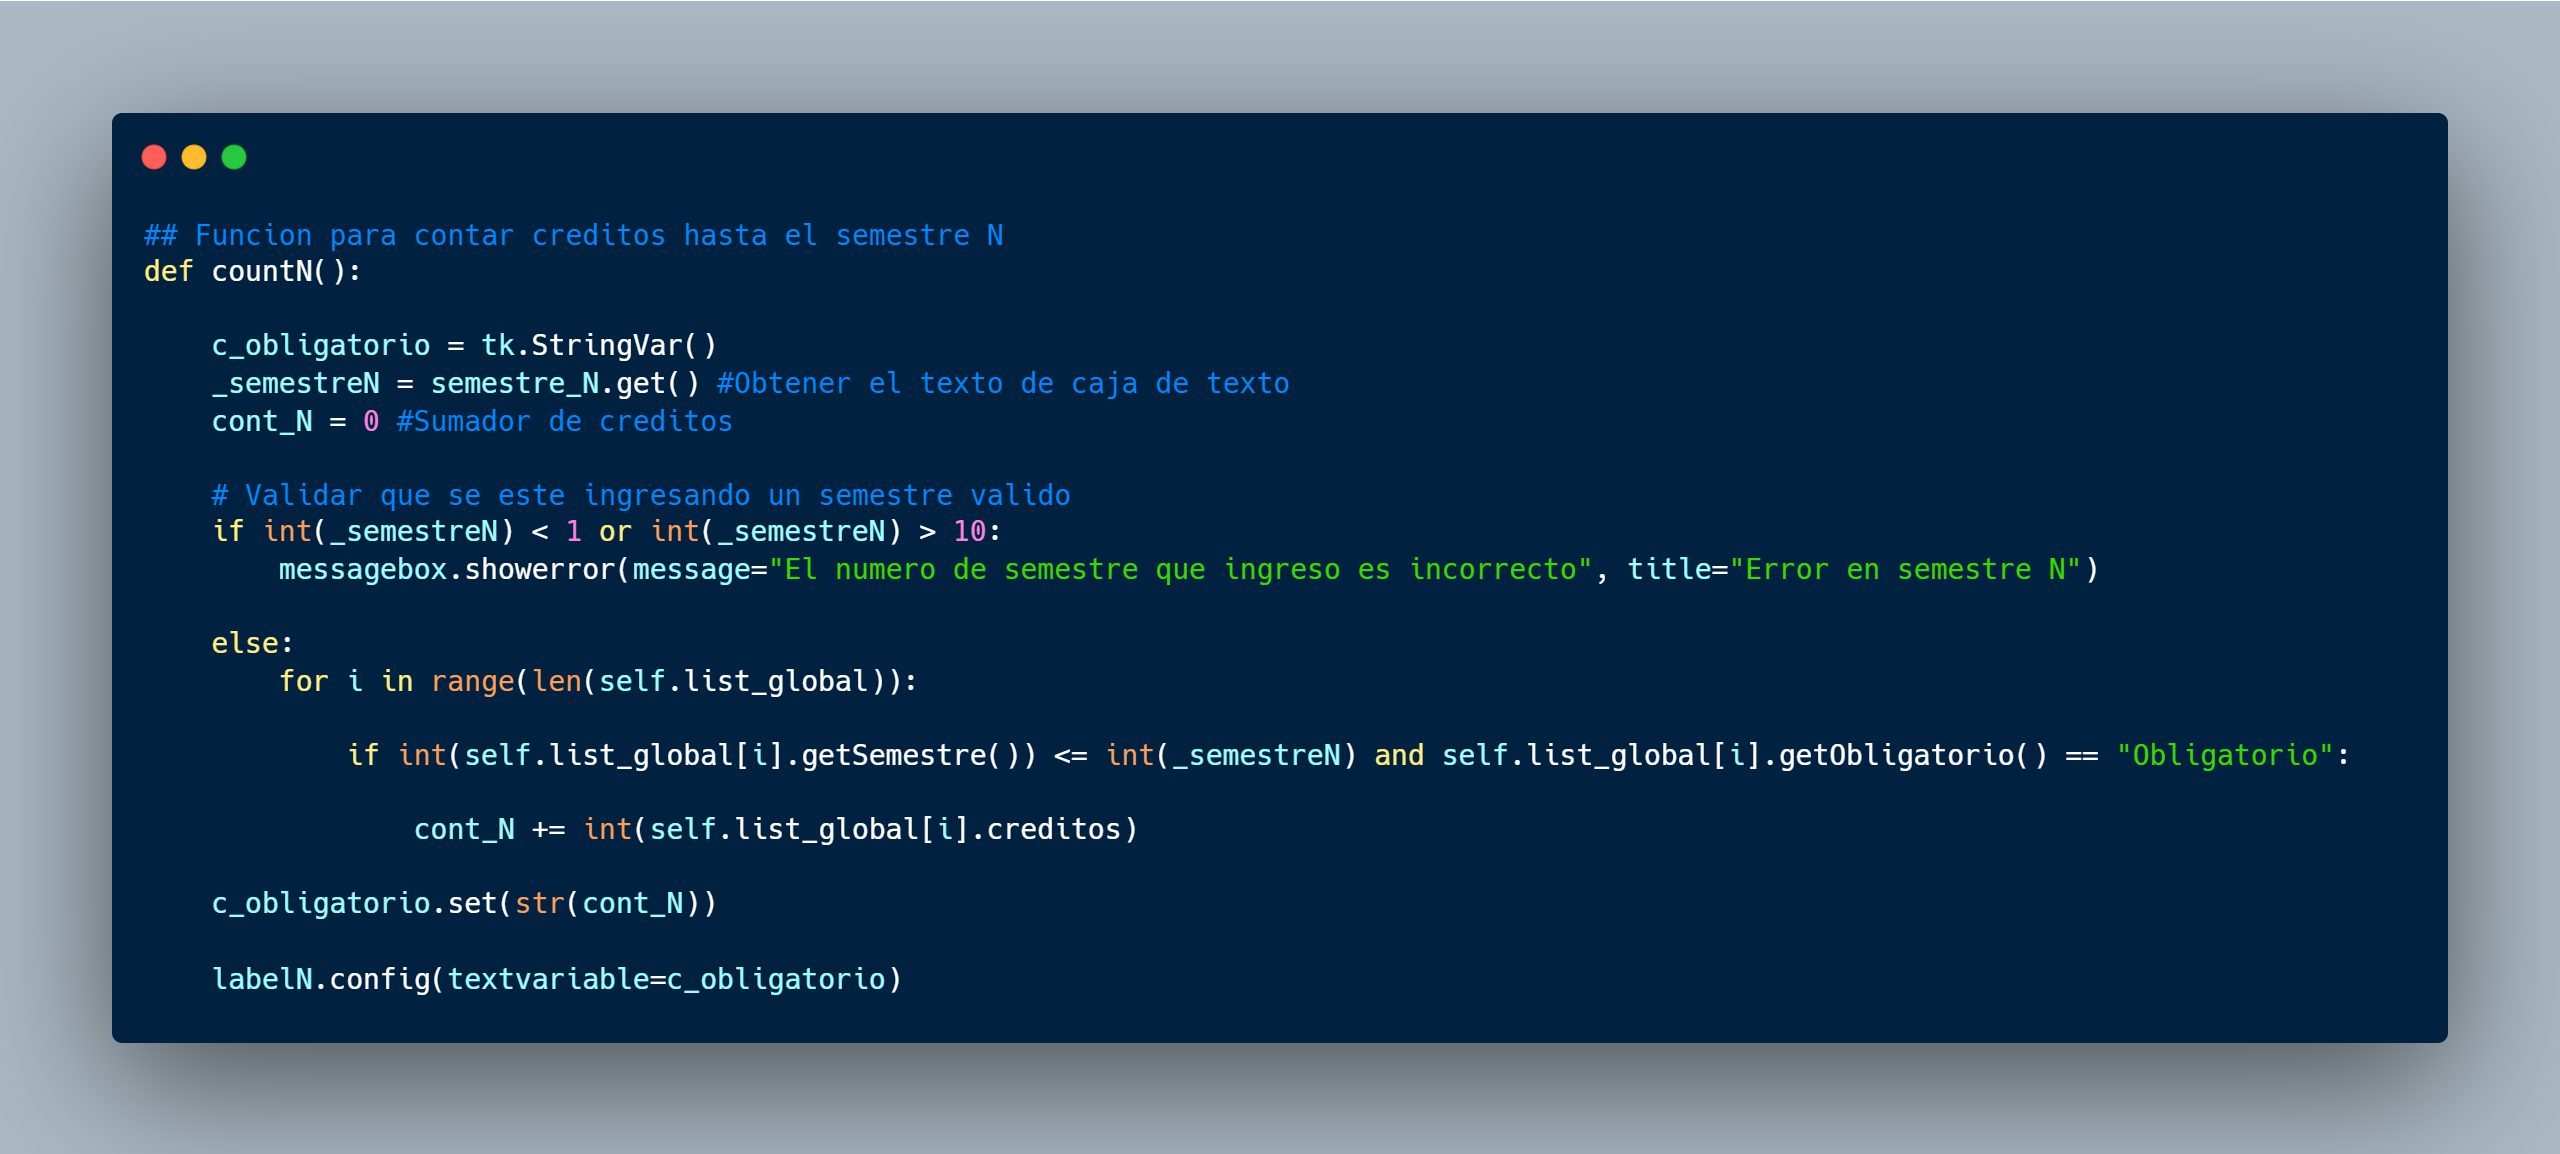 ## Funcion para contar creditos hasta el semestre N
def countN():
c_obligatorio = tk.StringVar()
_semestreN = semestre_N.get() #Obtener el texto de caja de texto
cont_N = 0 #Sumador de creditos
# Validar que se este ingresando un semestre valido
if int(_semestreN) < 1 or int(_semestreN) > 10:
messagebox.showerror(message="El numero de semestre que ingreso es incorrecto", title="Error en semestre N")
else:
for i in range(len(self.list_global)):
if int(self.list_global[i].getSemestre()) <= int(_semestreN) and self.list_global[i].getObligatorio() == "Obligatorio":
cont_N += int(self.list_global[i].creditos)
c_obligatorio.set(str(cont_N))
labelN.config(textvariable=c_obligatorio)